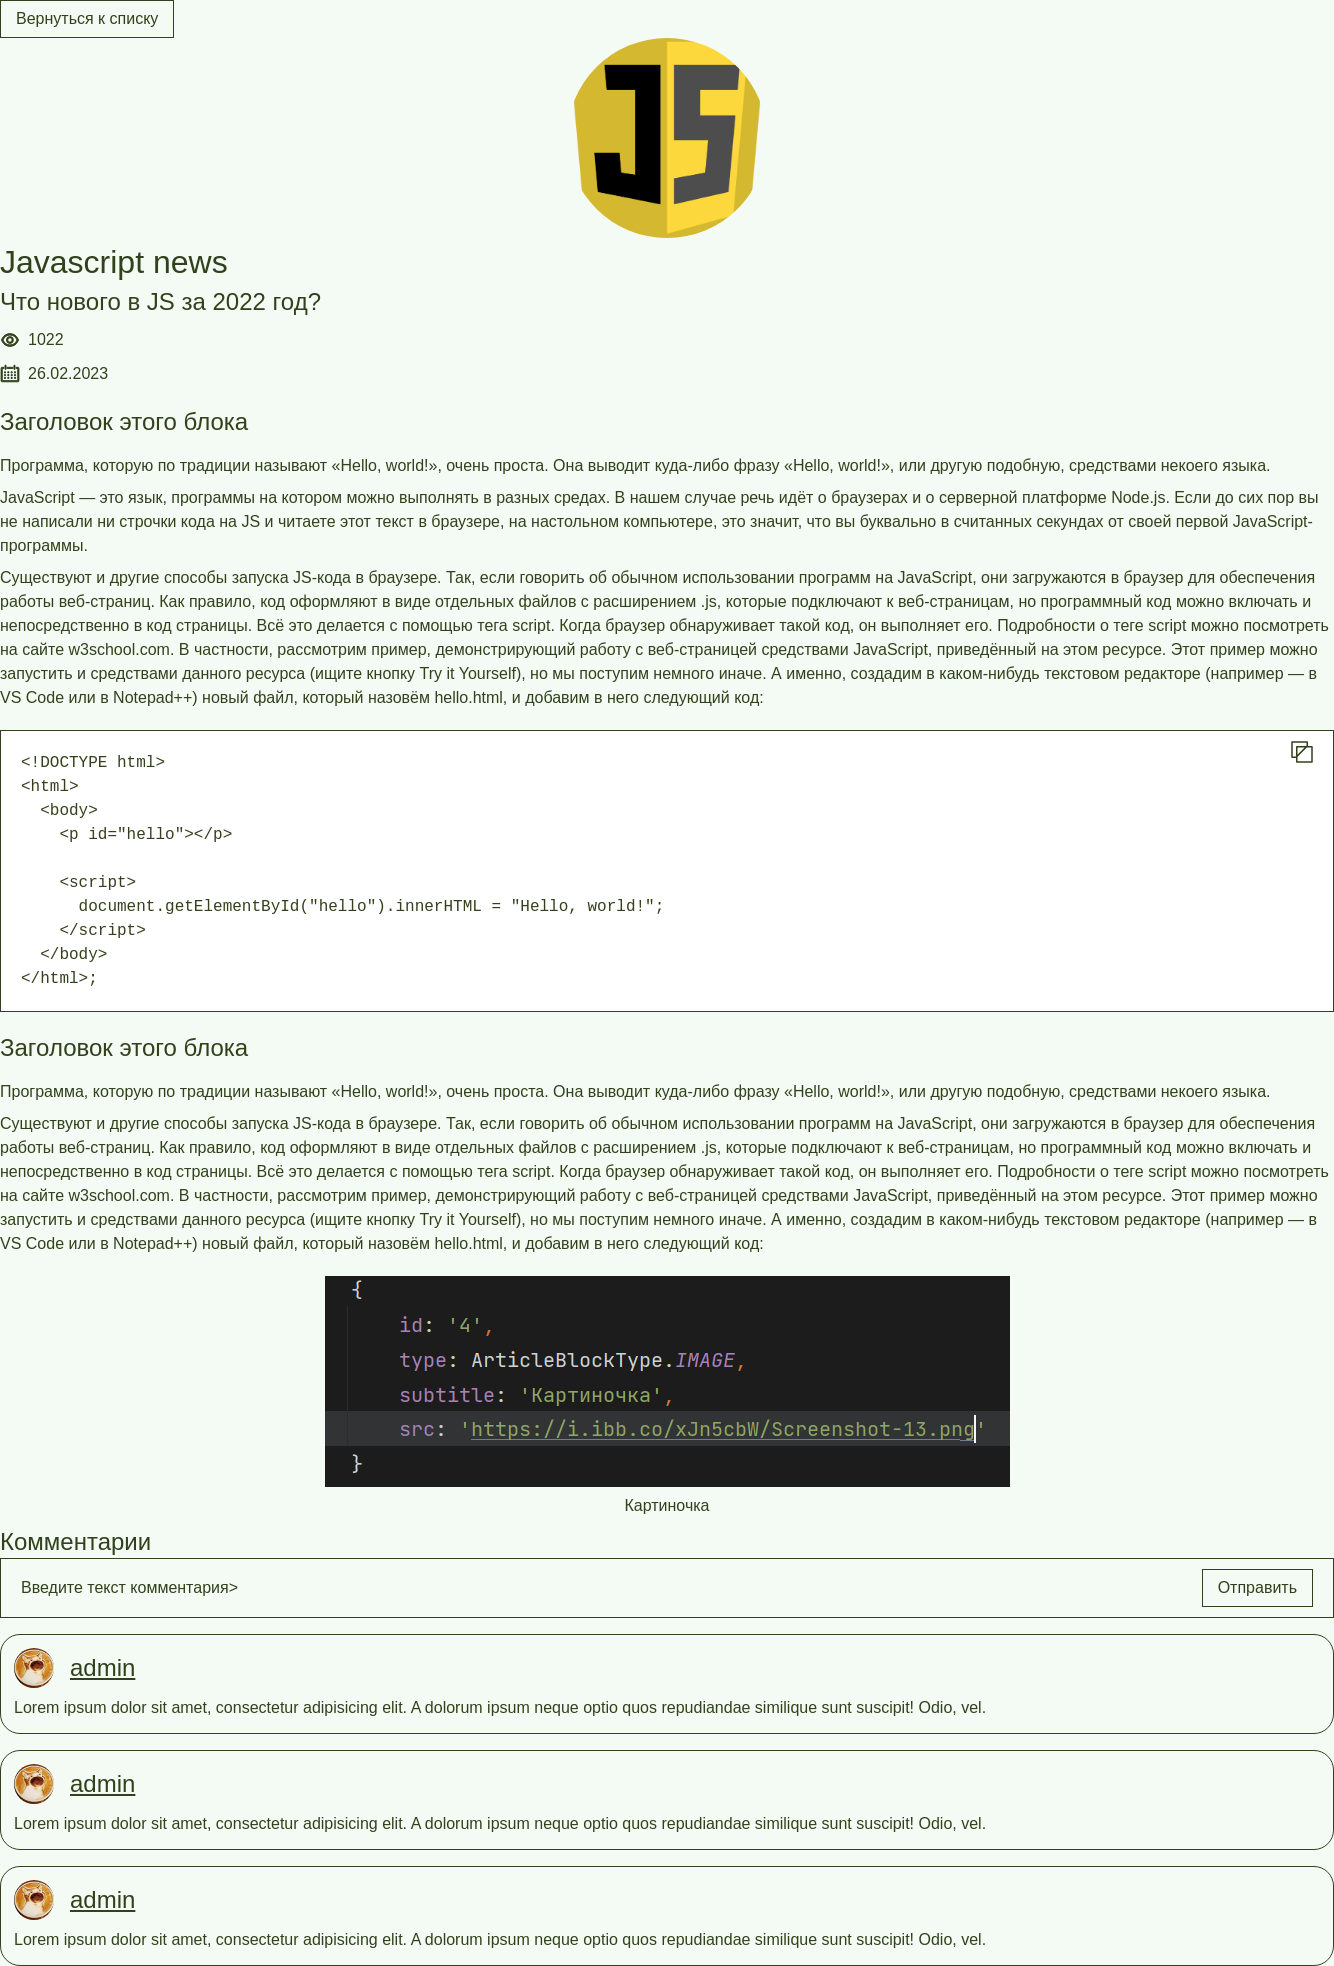 Вернуться к списку
JS
Javascript news
Что нового в JS за 2022 год?
1022
26.02.2023
Заголовок этого блока
Программа, которую по традиции называют «Hello, world!», очень проста. Она выводит куда-либо фразу «Hello, world!», или другую подобную, средствами некоего языка.
JavaScript — это язык, программы на котором можно выполнять в разных средах. В нашем случае речь идёт о браузерах и о серверной платформе Node.js. Если до сих пор вы
не написали ни строчки кода на JS и читаете этот текст в браузере, на настольном компьютере, это значит, что вы буквально в считанных секундах от своей первой JavaScript-
программы.
Существуют и другие способы запуска JS-кода в браузере. Так, если говорить об обычном использовании программ на JavaScript, они загружаются в браузер для обеспечения
работы веб-страниц. Как правило, код оформляют в виде отдельных файлов с расширением .js, которые подключают к веб-страницам, но программный код можно включать и
непосредственно в код страницы. Всё это делается с помощью тега script. Когда браузер обнаруживает такой код, он выполняет его. Подробности о теге script можно посмотреть
на сайте w3school.com. В частности, рассмотрим пример, демонстрирующий работу с веб-страницей средствами JavaScript, приведённый на этом ресурсе. Этот пример можно
запустить и средствами данного ресурса (ищите кнопку Try it Yourself), но мы поступим немного иначе. А именно, создадим в каком-нибудь текстовом редакторе (например — в
VS Code или в Notepad++) новый файл, который назовём hello.html, и добавим в него следующий код:
<!DOCTYPE html>
<html>
  <body>
    <p id="hello"></p>

    <script>
      document.getElementById("hello").innerHTML = "Hello, world!";
    </script>
  </body>
</html>;
Заголовок этого блока
Программа, которую по традиции называют «Hello, world!», очень проста. Она выводит куда-либо фразу «Hello, world!», или другую подобную, средствами некоего языка.
Существуют и другие способы запуска JS-кода в браузере. Так, если говорить об обычном использовании программ на JavaScript, они загружаются в браузер для обеспечения
работы веб-страниц. Как правило, код оформляют в виде отдельных файлов с расширением .js, которые подключают к веб-страницам, но программный код можно включать и
непосредственно в код страницы. Всё это делается с помощью тега script. Когда браузер обнаруживает такой код, он выполняет его. Подробности о теге script можно посмотреть
на сайте w3school.com. В частности, рассмотрим пример, демонстрирующий работу с веб-страницей средствами JavaScript, приведённый на этом ресурсе. Этот пример можно
запустить и средствами данного ресурса (ищите кнопку Try it Yourself), но мы поступим немного иначе. А именно, создадим в каком-нибудь текстовом редакторе (например — в
VS Code или в Notepad++) новый файл, который назовём hello.html, и добавим в него следующий код:
{
    id: '4',
    type: ArticleBlockType.IMAGE,
    subtitle: 'Картиночка',
    src: 'https://i.ibb.co/xJn5cbW/Screenshot-13.png'
}
Картиночка
Комментарии
Введите текст комментария>
Отправить
admin
Lorem ipsum dolor sit amet, consectetur adipisicing elit. A dolorum ipsum neque optio quos repudiandae similique sunt suscipit! Odio, vel.
admin
Lorem ipsum dolor sit amet, consectetur adipisicing elit. A dolorum ipsum neque optio quos repudiandae similique sunt suscipit! Odio, vel.
admin
Lorem ipsum dolor sit amet, consectetur adipisicing elit. A dolorum ipsum neque optio quos repudiandae similique sunt suscipit! Odio, vel.